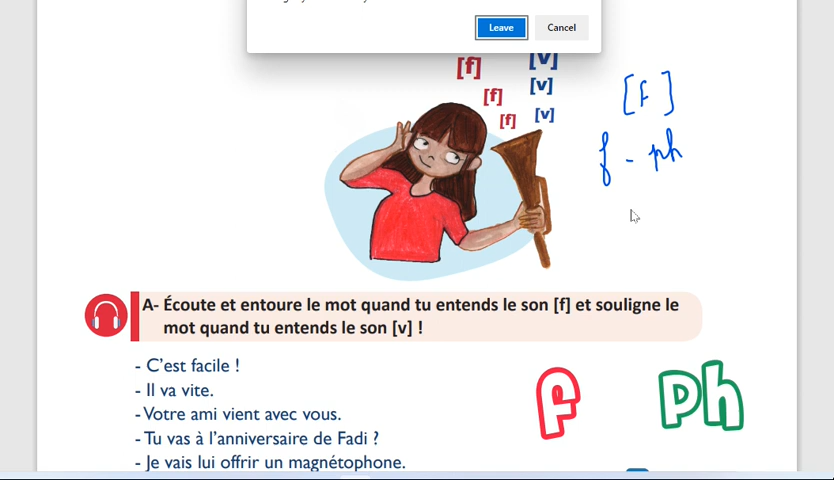 Leave Cancel
[f] [v]
[f] [v]
[f] [v]
[F]
f - ph
A- Écoute et entoure le mot quand tu entends le son [f] et souligne le
mot quand tu entends le son [v] !
- C'est facile !
- Il va vite.
- Votre ami vient avec vous.
- Tu vas à l'anniversaire de Fadi ?
- Je vais lui offrir un magnétophone.
f Ph